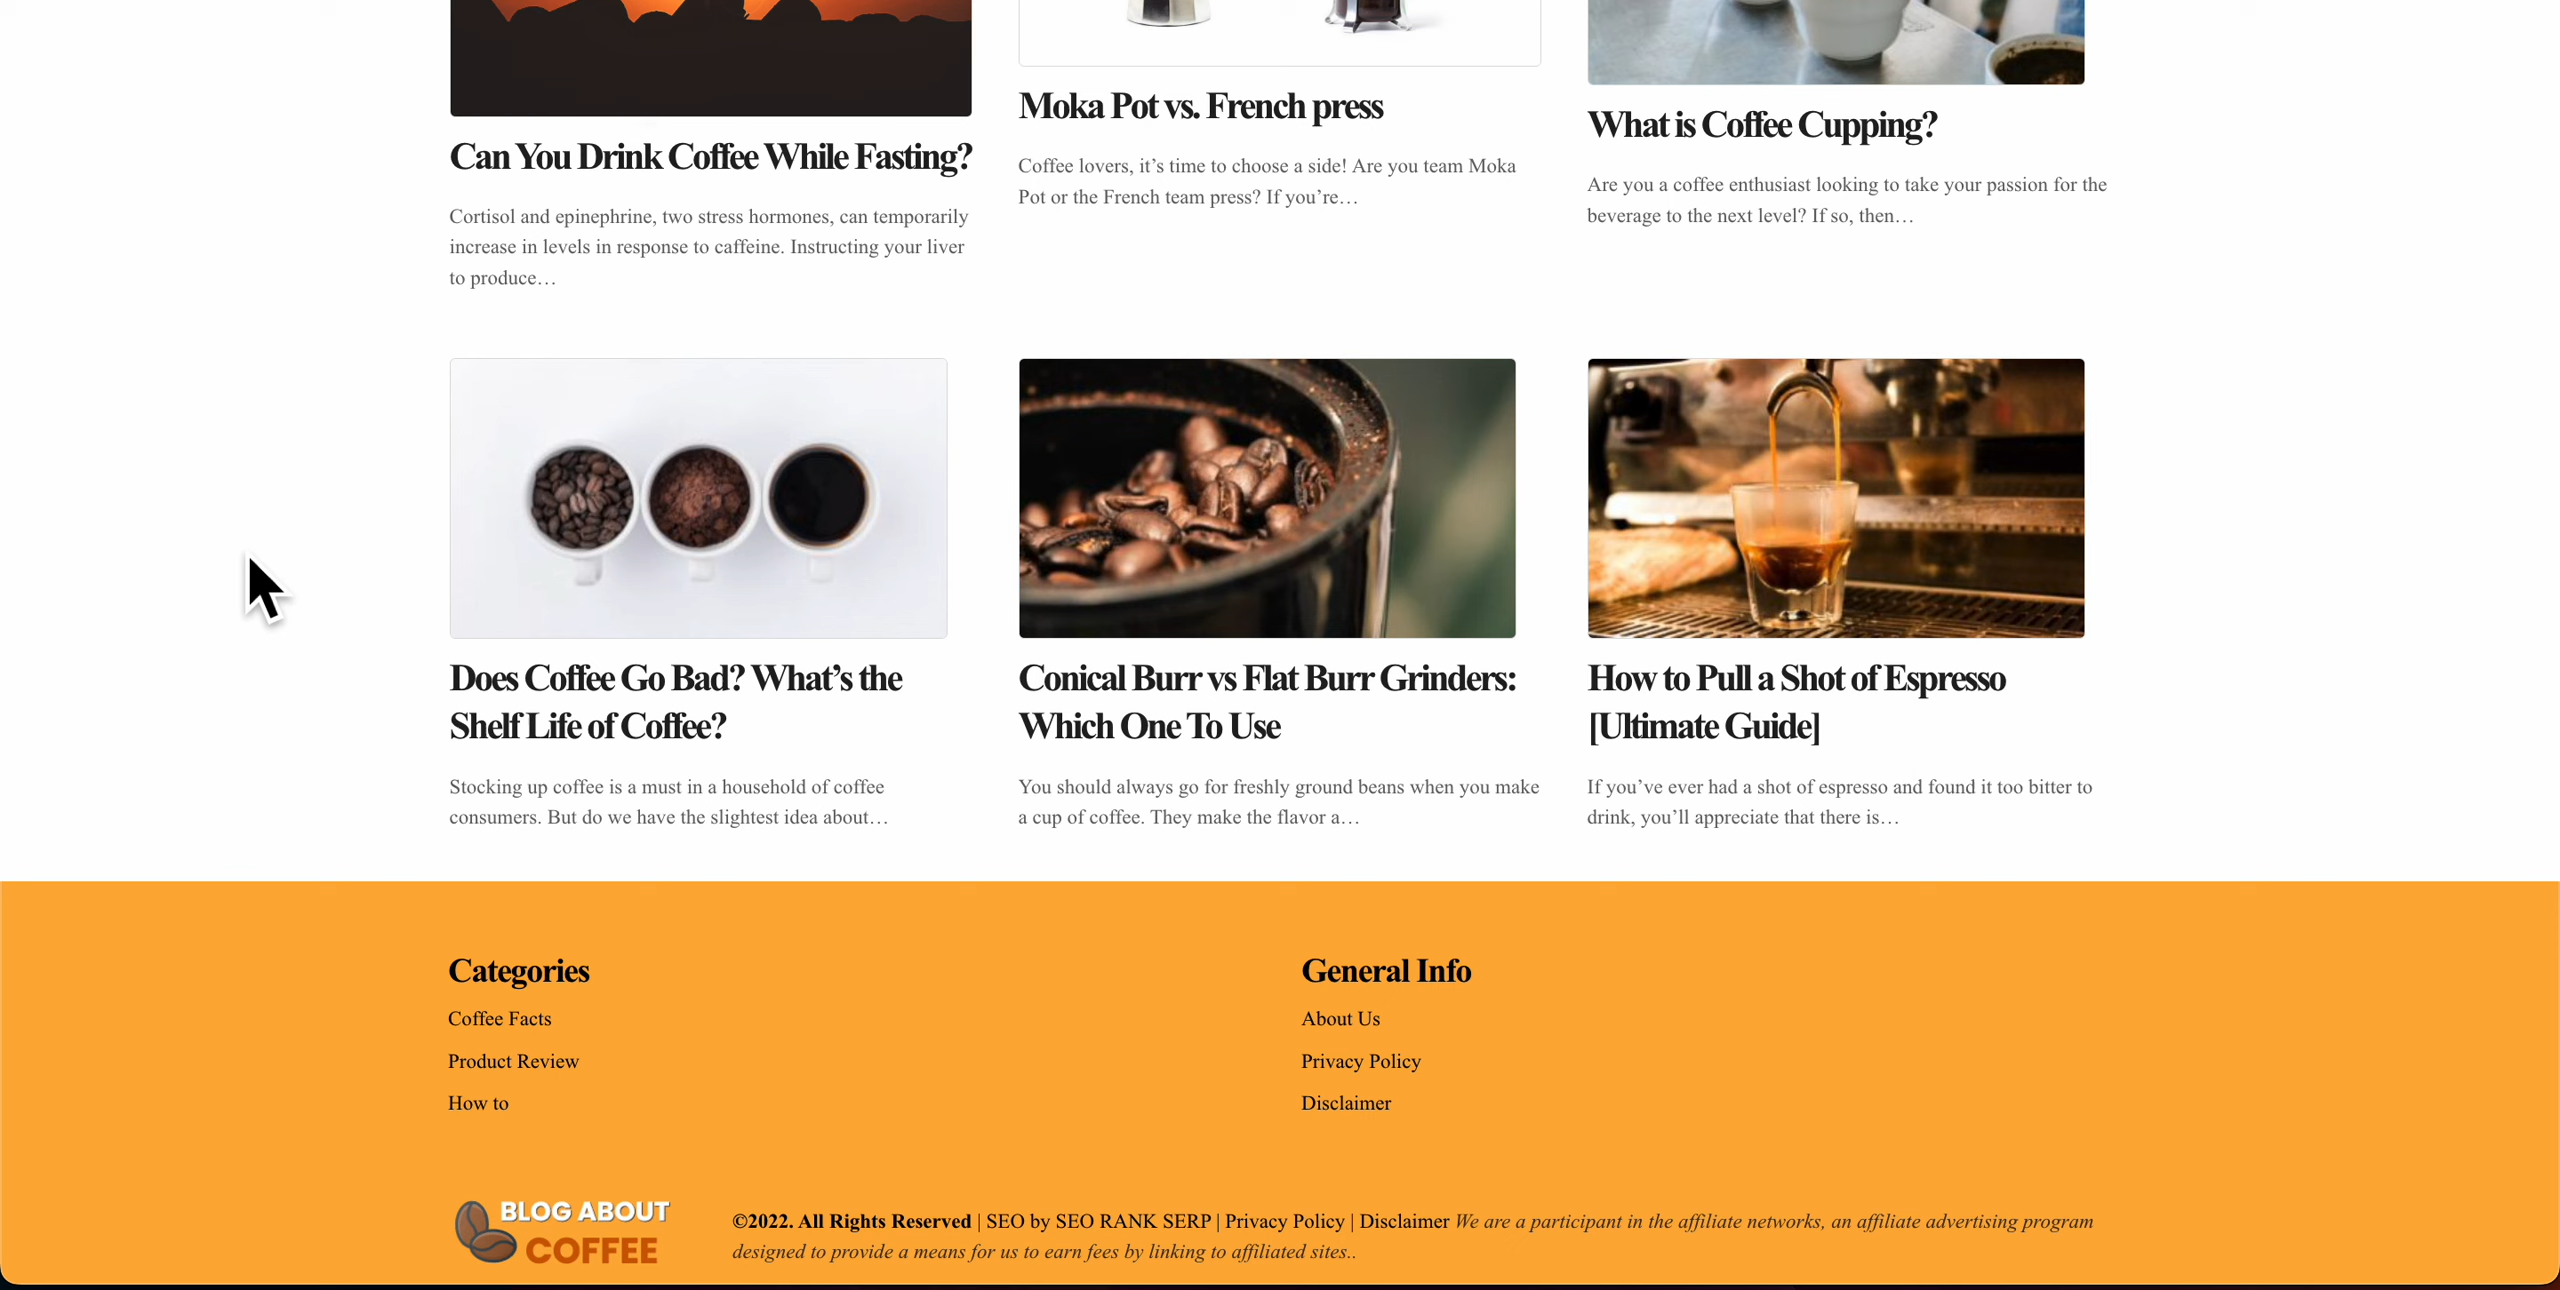 Can You Drink Coffee While Fasting?
Cortisol and epinephrine, two stress hormones, can temporarily
increase in levels in response to caffeine. Instructing your liver
to produce…
Moka Pot vs. French press
Coffee lovers, it’s time to choose a side! Are you team Moka
Pot or the French team press? If you’re…
What is Coffee Cupping?
Are you a coffee enthusiast looking to take your passion for the
beverage to the next level? If so, then…
Does Coffee Go Bad? What’s the
Shelf Life of Coffee?
Stocking up coffee is a must in a household of coffee
consumers. But do we have the slightest idea about…
Conical Burr vs Flat Burr Grinders:
Which One To Use
You should always go for freshly ground beans when you make
a cup of coffee. They make the flavor a…
How to Pull a Shot of Espresso
[Ultimate Guide]
If you’ve ever had a shot of espresso and found it too bitter to
drink, you’ll appreciate that there is…
Categories
Coffee Facts
Product Review
How to
General Info
About Us
Privacy Policy
Disclaimer
BLOG ABOUT
COFFEE
©2022. All Rights Reserved | SEO by SEO RANK SERP | Privacy Policy | Disclaimer We are a participant in the affiliate networks, an affiliate advertising program
designed to provide a means for us to earn fees by linking to affiliated sites..